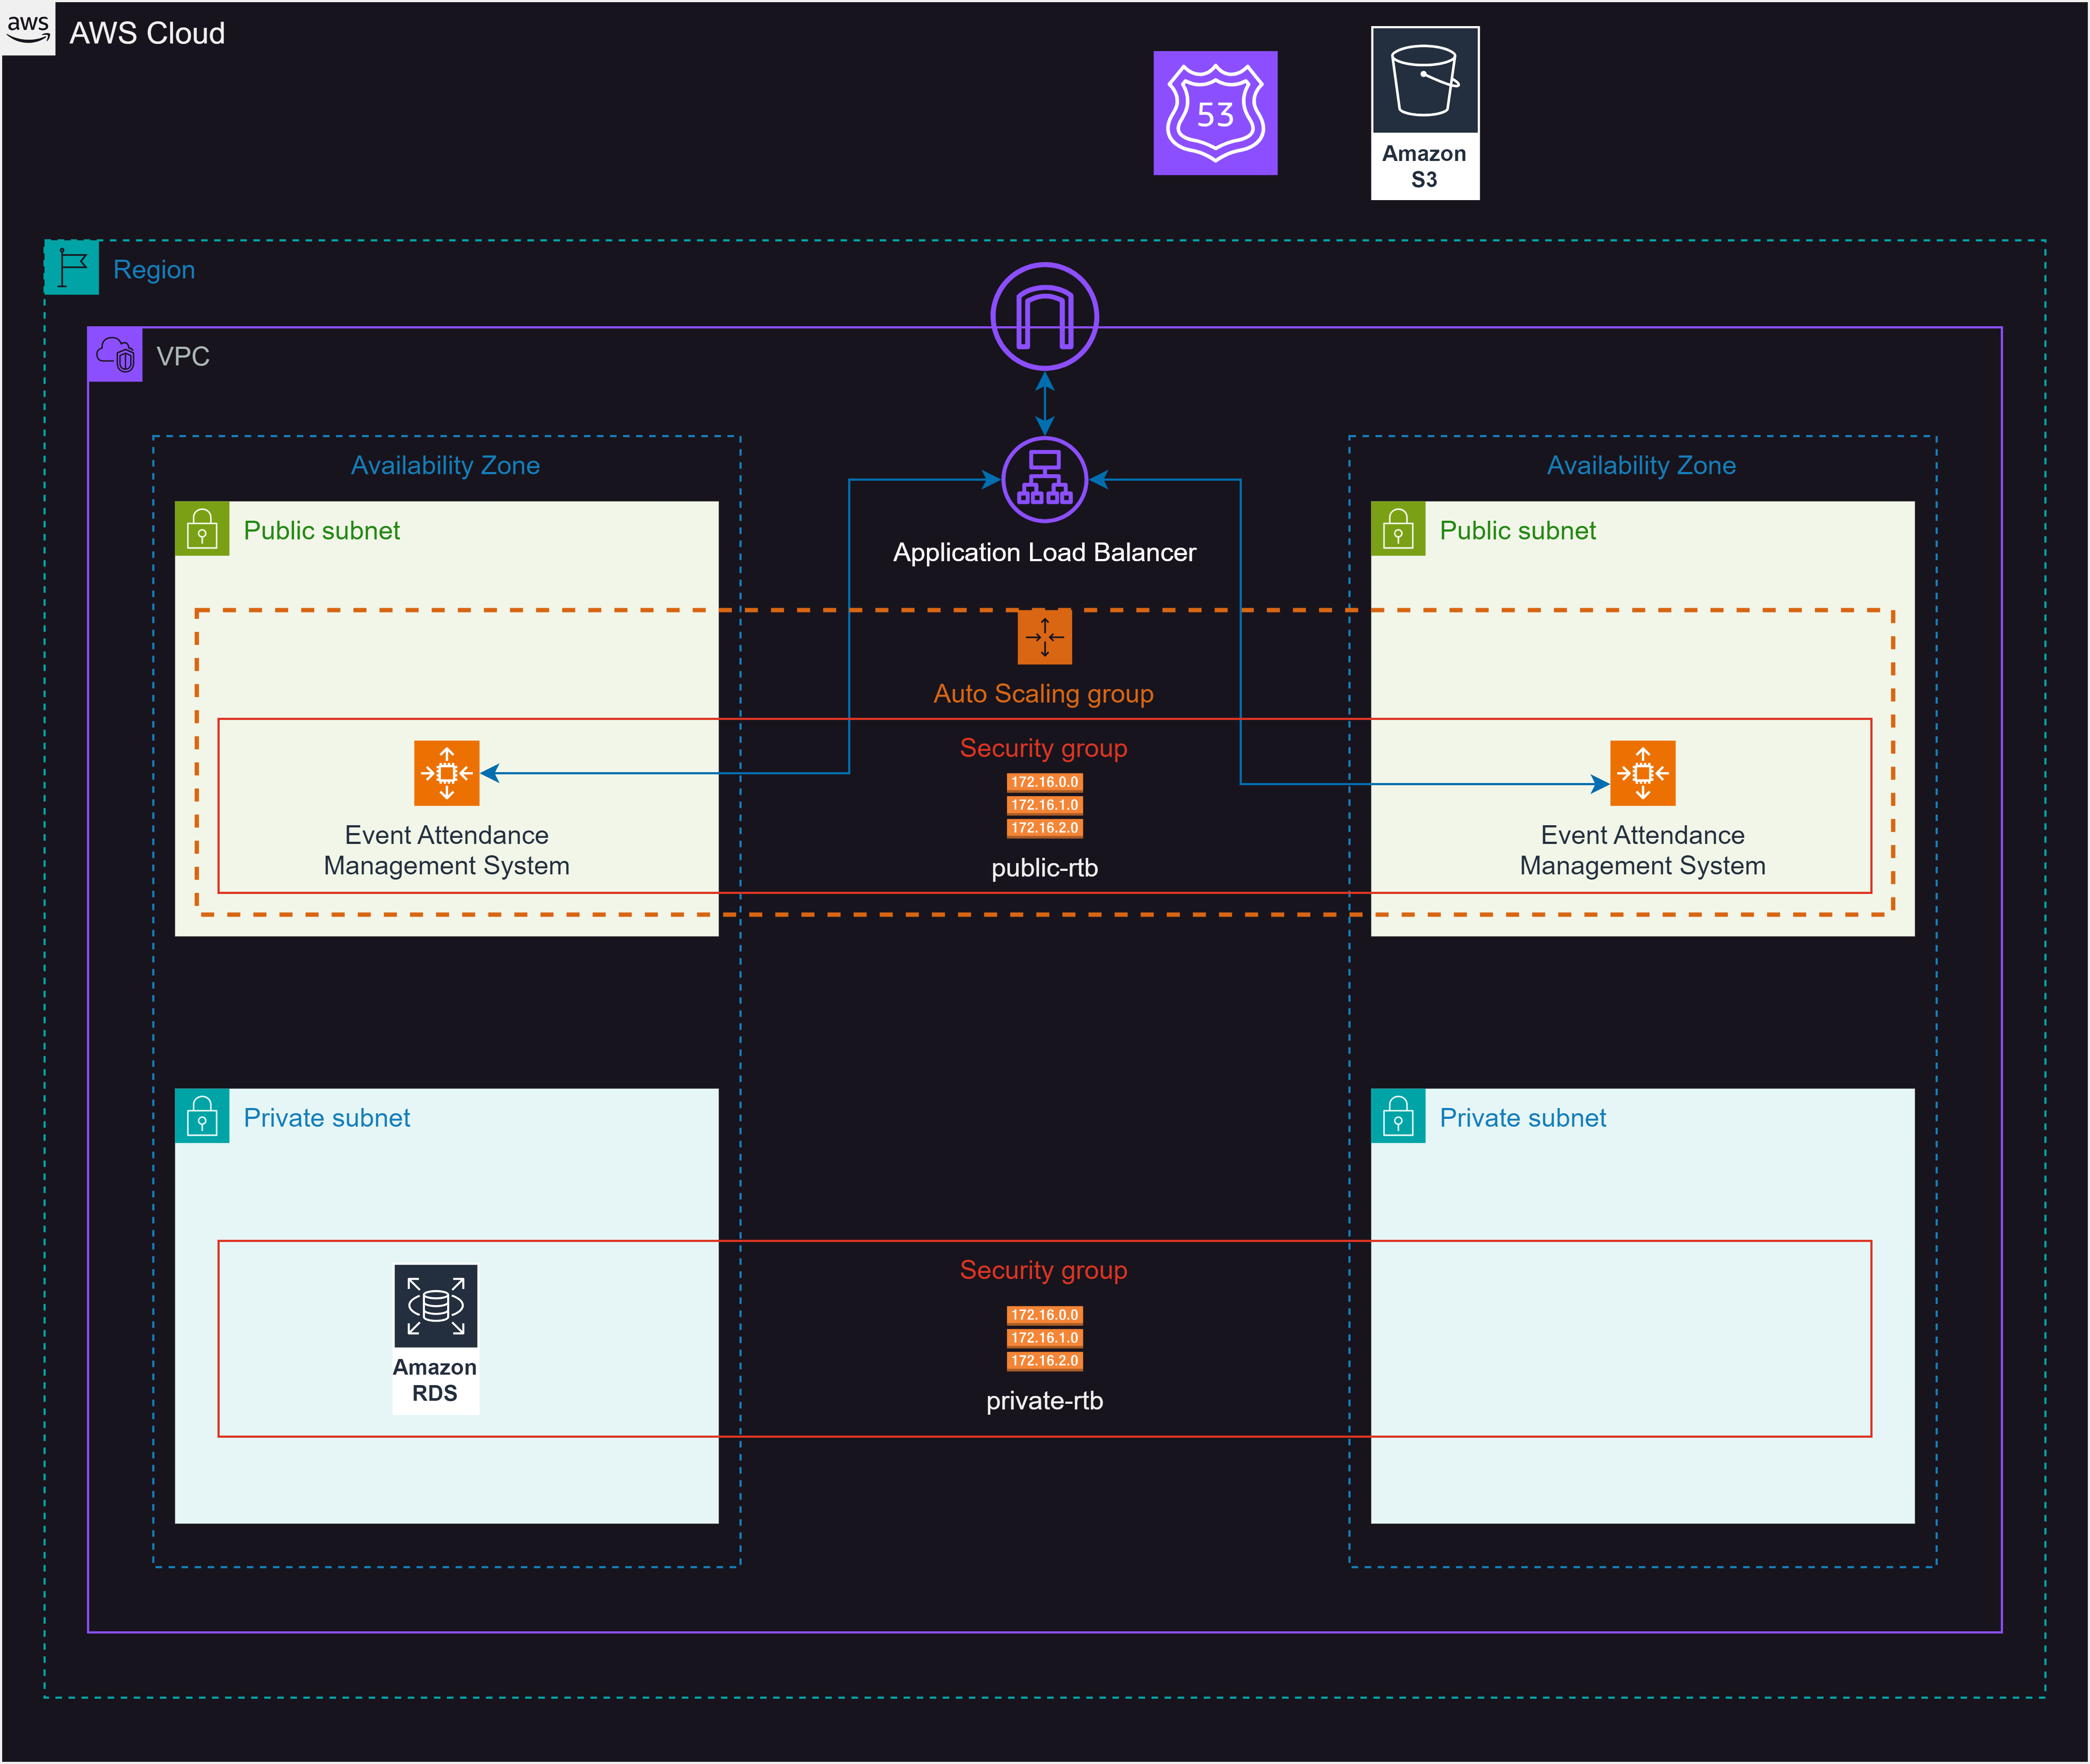 aws
AWS Cloud
53
Amazon
S3
Region
VPC
Availability Zone
Availability Zone
Public subnet
Public subnet
Application Load Balancer
Auto Scaling group
Security group
172.16.0.0
172.16.1.0
172.16.2.0
public-rtb
Event Attendance
Management System
Event Attendance
Management System
Private subnet
Private subnet
Security group
172.16.0.0
172.16.1.0
172.16.2.0
private-rtb
Amazon
RDS